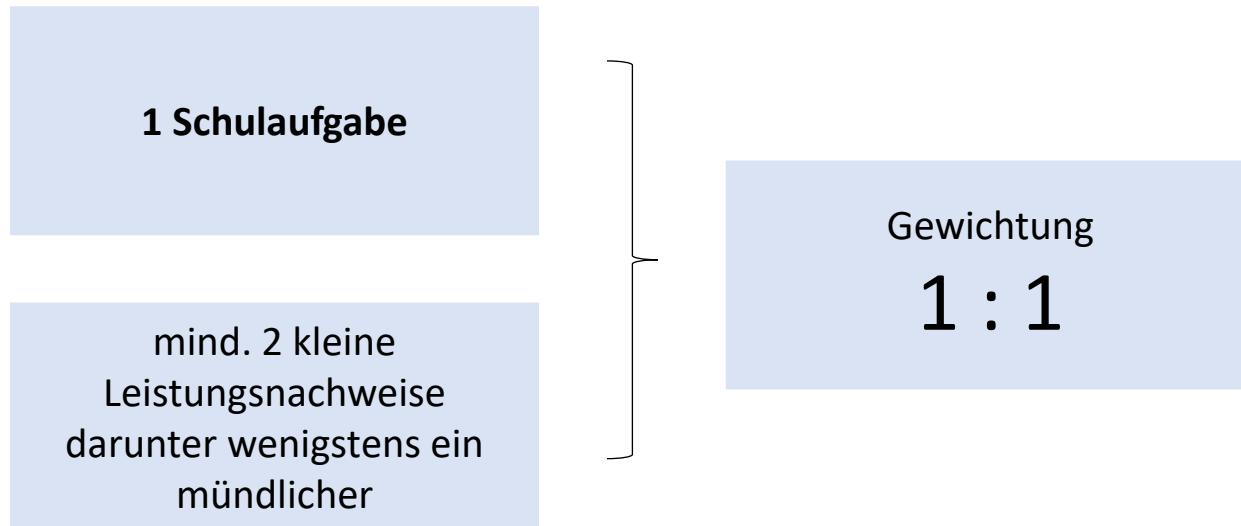 1 Schulaufgabe
mind. 2 kleine
Leistungsnachweise
darunter wenigstens ein
mündlicher
Gewichtung
1 : 1